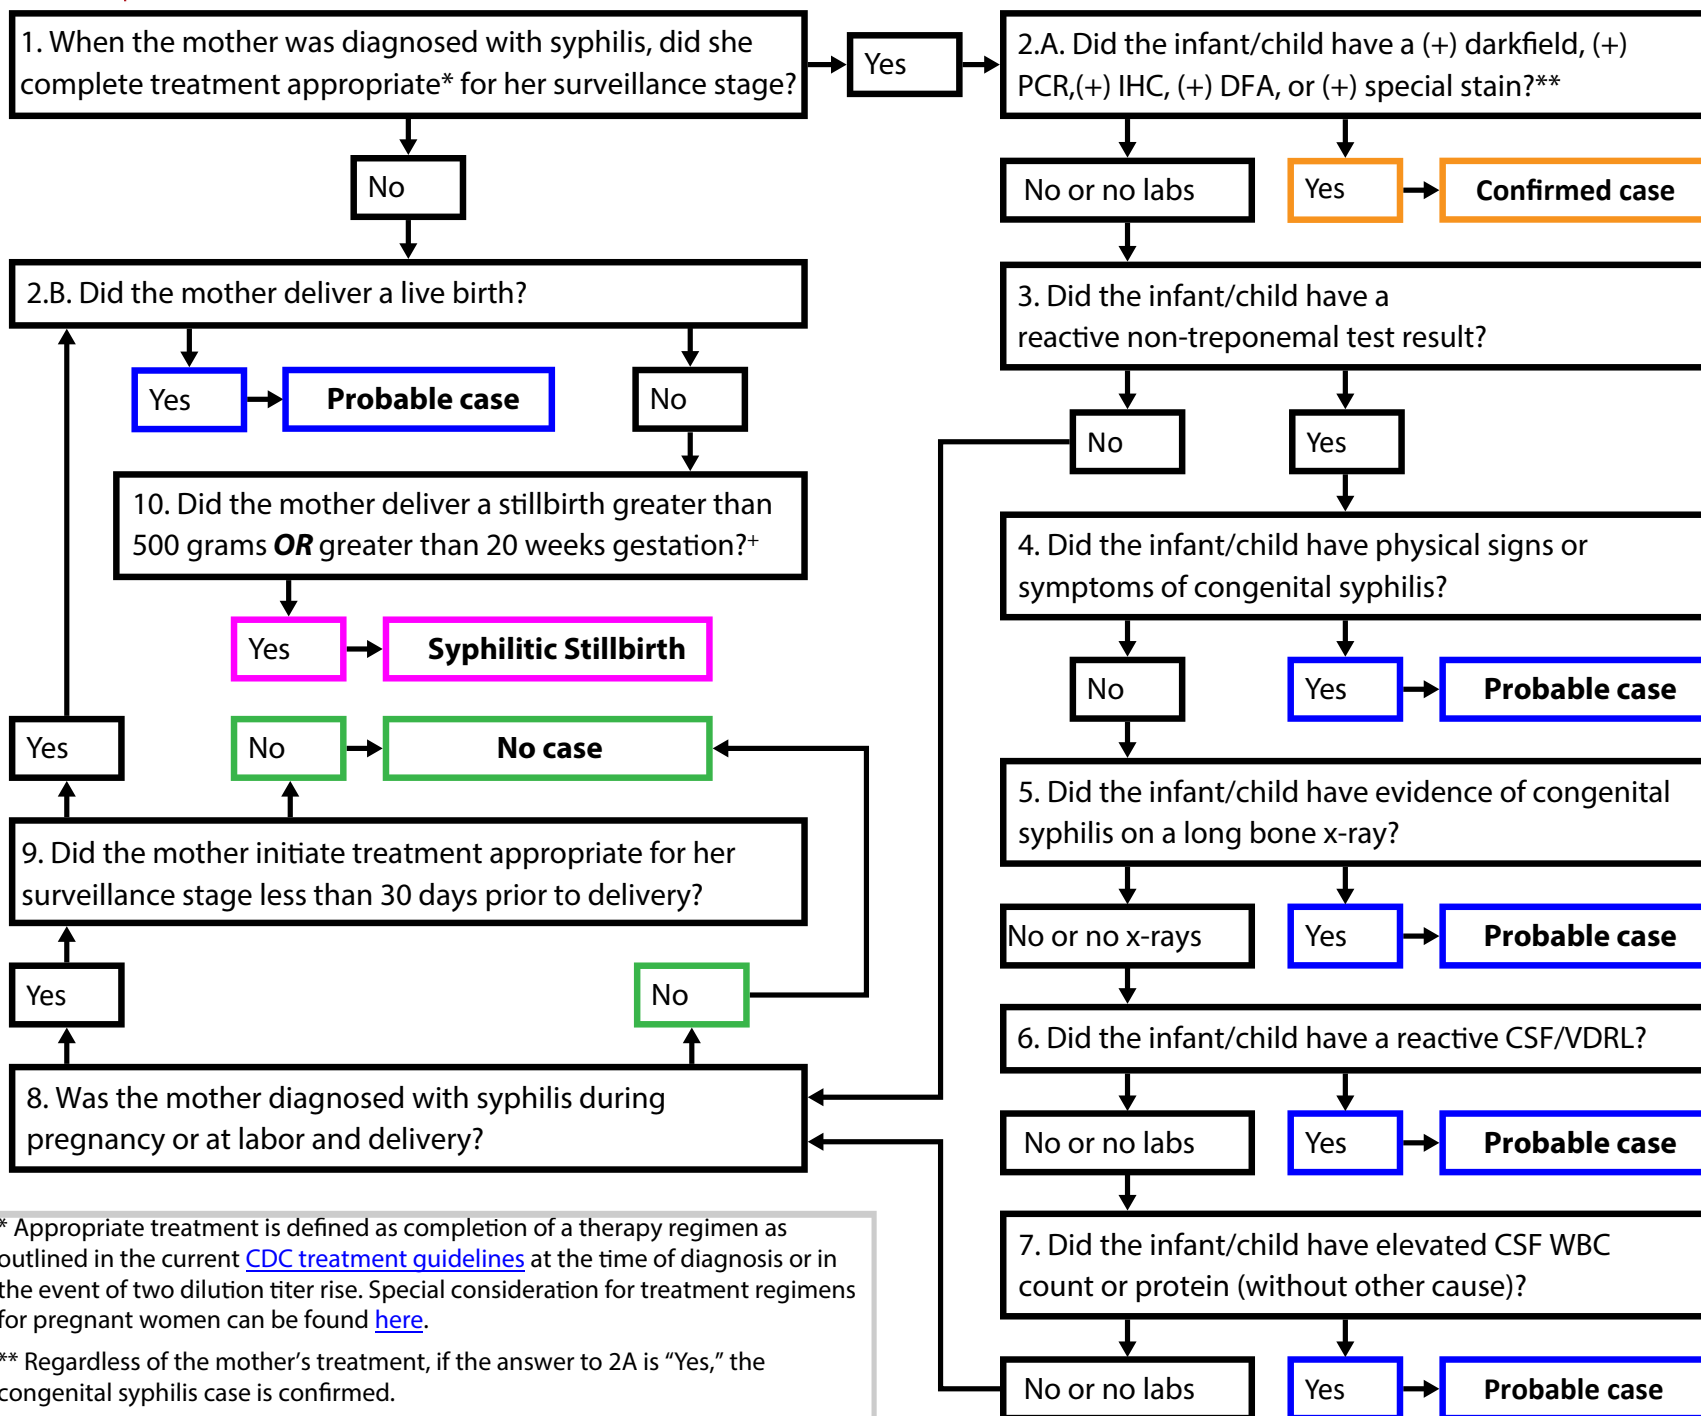 1. When the mother was diagnosed with syphilis, did she
complete treatment appropriate* for her surveillance stage?
Yes
2.A. Did the infant/child have a (+) darkfield, (+)
PCR,(+) IHC, (+) DFA, or (+) special stain?**
No
No or no labs
Yes
Confirmed case
2.B. Did the mother deliver a live birth?
3. Did the infant/child have a
reactive non-treponemal test result?
Yes
Probable case
No
No
Yes
10. Did the mother deliver a stillbirth greater than
500 grams OR greater than 20 weeks gestation?+
4. Did the infant/child have physical signs or
symptoms of congenital syphilis?
Yes
Syphilitic Stillbirth
No
Yes
Probable case
Yes
No
No case
5. Did the infant/child have evidence of congenital
syphilis on a long bone x-ray?
9. Did the mother initiate treatment appropriate for her
surveillance stage less than 30 days prior to delivery?
No or no x-rays
Yes
Probable case
Yes
No
6. Did the infant/child have a reactive CSF/VDRL?
8. Was the mother diagnosed with syphilis during
pregnancy or at labor and delivery?
No or no labs
Yes
Probable case
7. Did the infant/child have elevated CSF WBC
count or protein (without other cause)?
No or no labs
Yes
Probable case
* Appropriate treatment is defined as completion of a therapy regimen as
outlined in the current CDC treatment guidelines at the time of diagnosis or in
the event of two dilution titer rise. Special consideration for treatment regimens
for pregnant women can be found here.
** Regardless of the mother's treatment, if the answer to 2A is "Yes," the
congenital syphilis case is confirmed.